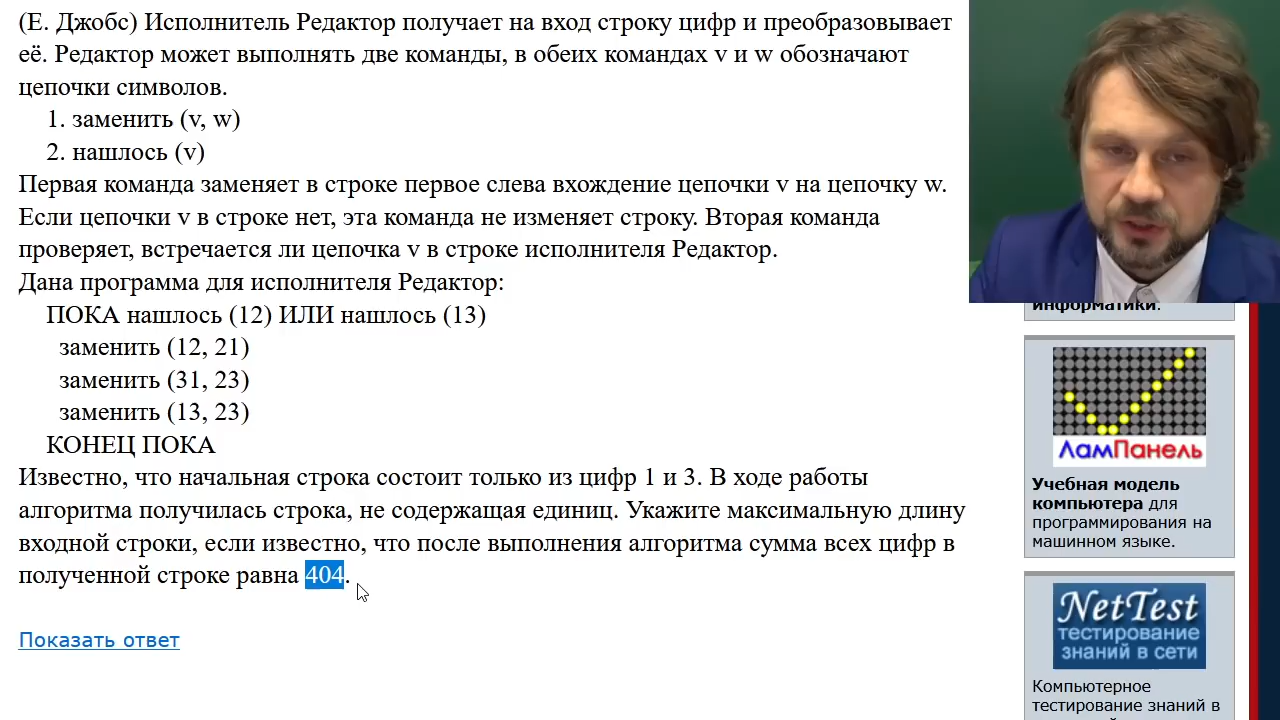 (Е. Джобс) Исполнитель Редактор получает на вход строку цифр и преобразовывает
её. Редактор может выполнять две команды, в обеих командах v и w обозначают
цепочки символов.
1. заменить (v, w)
2. нашлось (v)
Первая команда заменяет в строке первое слева вхождение цепочки v на цепочку w.
Если цепочки v в строке нет, эта команда не изменяет строку. Вторая команда
проверяет, встречается ли цепочка v в строке исполнителя Редактор.
Дана программа для исполнителя Редактор:
ПОКА нашлось (12) ИЛИ нашлось (13)
заменить (12, 21)
заменить (31, 23)
заменить (13, 23)
КОНЕЦ ПОКА
Известно, что начальная строка состоит только из цифр 1 и 3. В ходе работы
алгоритма получилась строка, не содержащая единиц. Укажите максимальную длину
входной строки, если известно, что после выполнения алгоритма сумма всех цифр в
полученной строке равна 404.
Показать ответ
информатики.
ЛамПанель
Учебная модель
компьютера для
программирования на
машинном языке.
NetTest
тестирование
знаний в сети
Компьютерное
тестирование знаний в